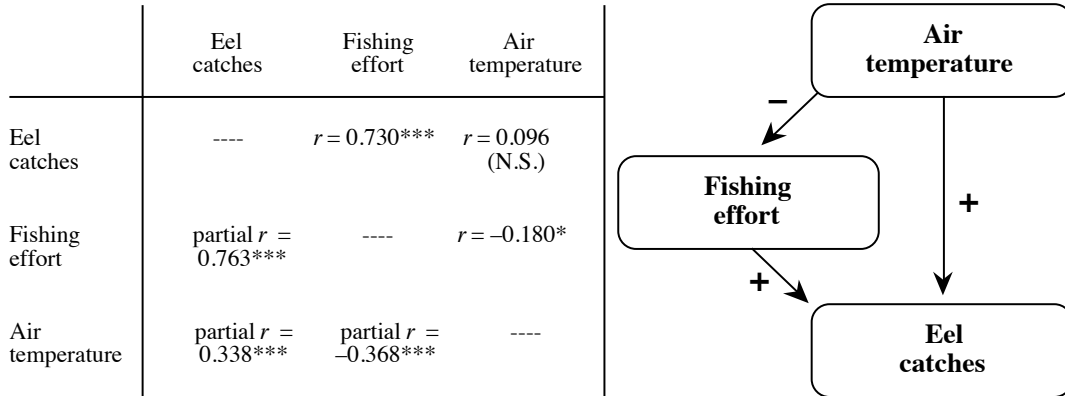 Eel catches
Fishing effort
Air temperature
Eel catches
----
r = 0.730***
r = 0.096 (N.S.)
Fishing effort
partial r = 0.763***
----
r = –0.180*
Air temperature
partial r = 0.338***
partial r = –0.368***
----
Air
temperature
–
Fishing
effort
+
+
Eel
catches